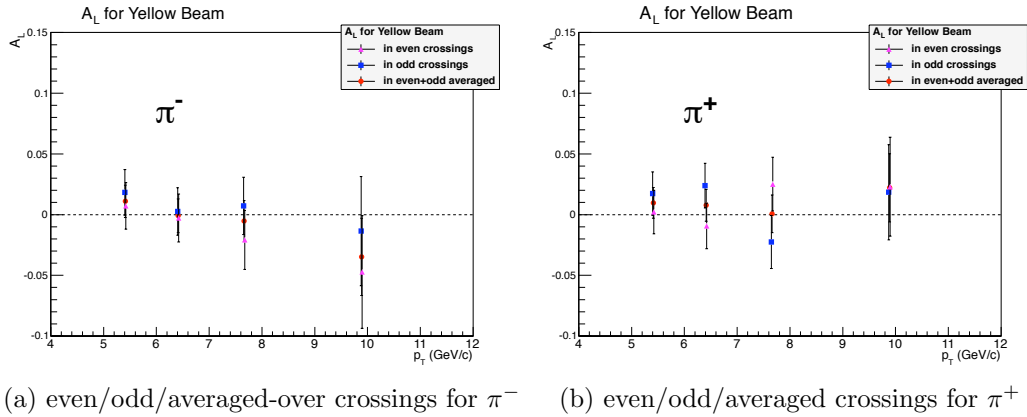 A_L for Yellow Beam
A_L
0.15
0.1
0.05
0
-0.05
-0.1
A_L for Yellow Beam
in even crossings
in odd crossings
in even+odd averaged
π⁻
4 5 6 7 8 9 10 11 12
p_T (GeV/c)
(a) even/odd/averaged-over crossings for π⁻
A_L for Yellow Beam
A_L
0.15
0.1
0.05
0
-0.05
-0.1
A_L for Yellow Beam
in even crossings
in odd crossings
in even+odd averaged
π⁺
4 5 6 7 8 9 10 11 12
p_T (GeV/c)
(b) even/odd/averaged crossings for π⁺